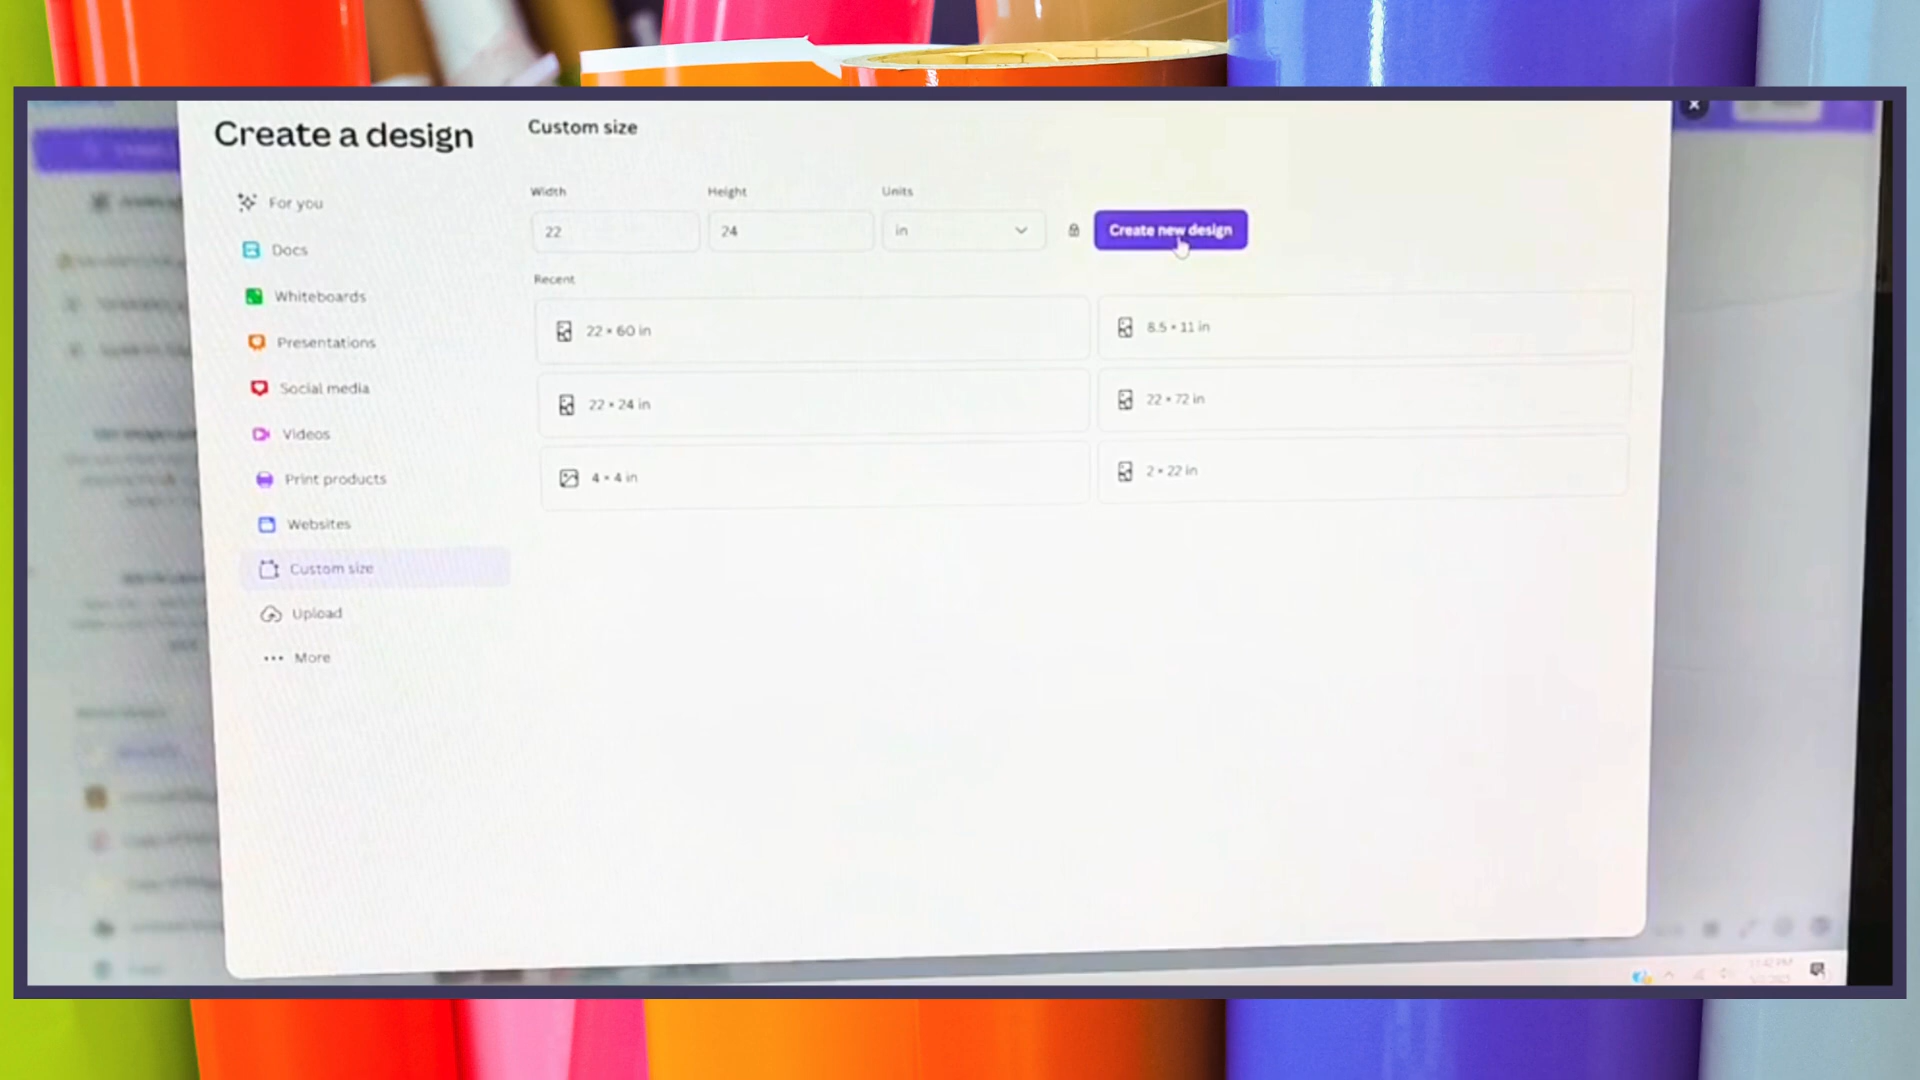 Create a design
For you
Docs
Whiteboards
Presentations
Social media
Videos
Print products
Websites
Custom size
Upload
More
Custom size
Width
Height
Units
22
24
in
Create new design
Recent
22 × 60 in
8.5 × 11 in
22 × 24 in
22 × 72 in
4 × 4 in
2 × 22 in